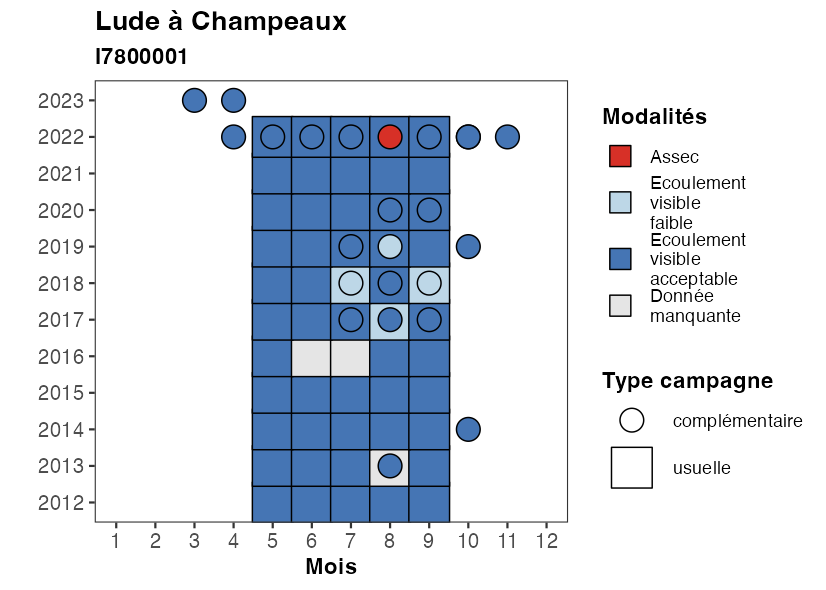 Lude à Champeaux
I7800001
2023
2022
2021
2020
2019
2018
2017
2016
2015
2014
2013
2012
1 2 3 4 5 6 7 8 9 10 11 12
Mois
Modalités
Assec
Ecoulement
visible
faible
Ecoulement
visible
acceptable
Donnée
manquante
Type campagne
complémentaire
usuelle